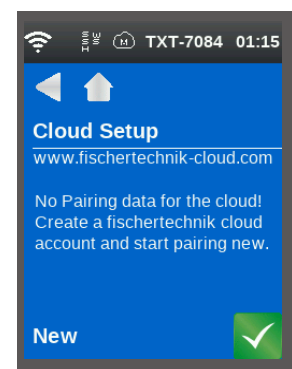 SSH W (M) TXT-7084 01:15
Cloud Setup
www.fischertechnik-cloud.com
No Pairing data for the cloud!
Create a fischertechnik cloud
account and start pairing new.
New